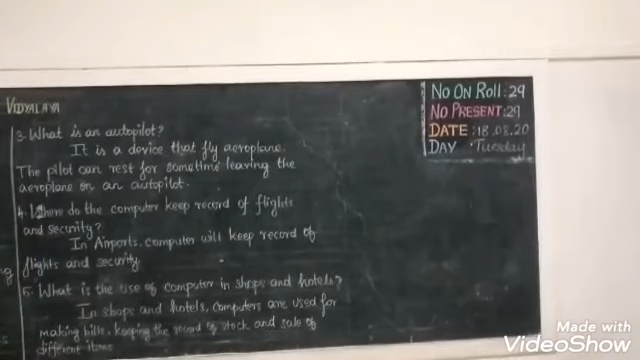 VIDYALAYA
3. What is an autopilot?
It is a device that fly aeroplane.
The pilot can rest for sometime leaving the
aeroplane on an autopilot.
4. Where do the computer keep record of flights
and security?
In Airports, computer will keep record of
flights and security.
5. What is the use of computer in shops and hotels?
In shops and hotels, computers are used for
making bills, keeping the record of stock and sale of
different items
No On Roll: 29
No PRESENT: 29
DATE : 18.08.20
DAY : Tuesday
Made with
VideoShow